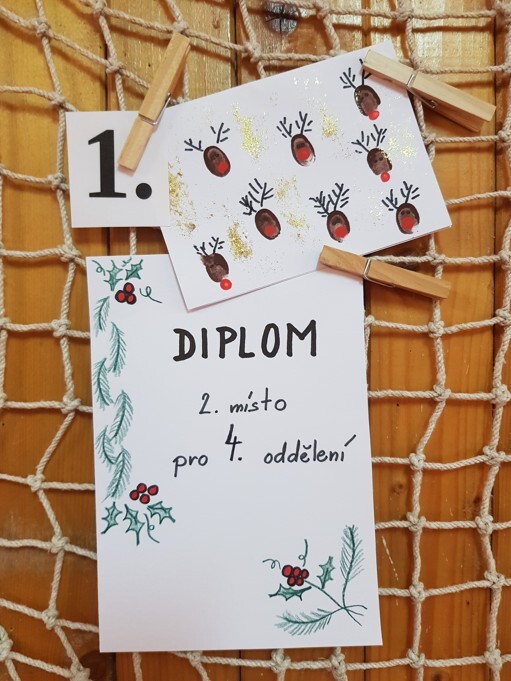 1.
DIPLOM
2. místo
pro 4. oddělení